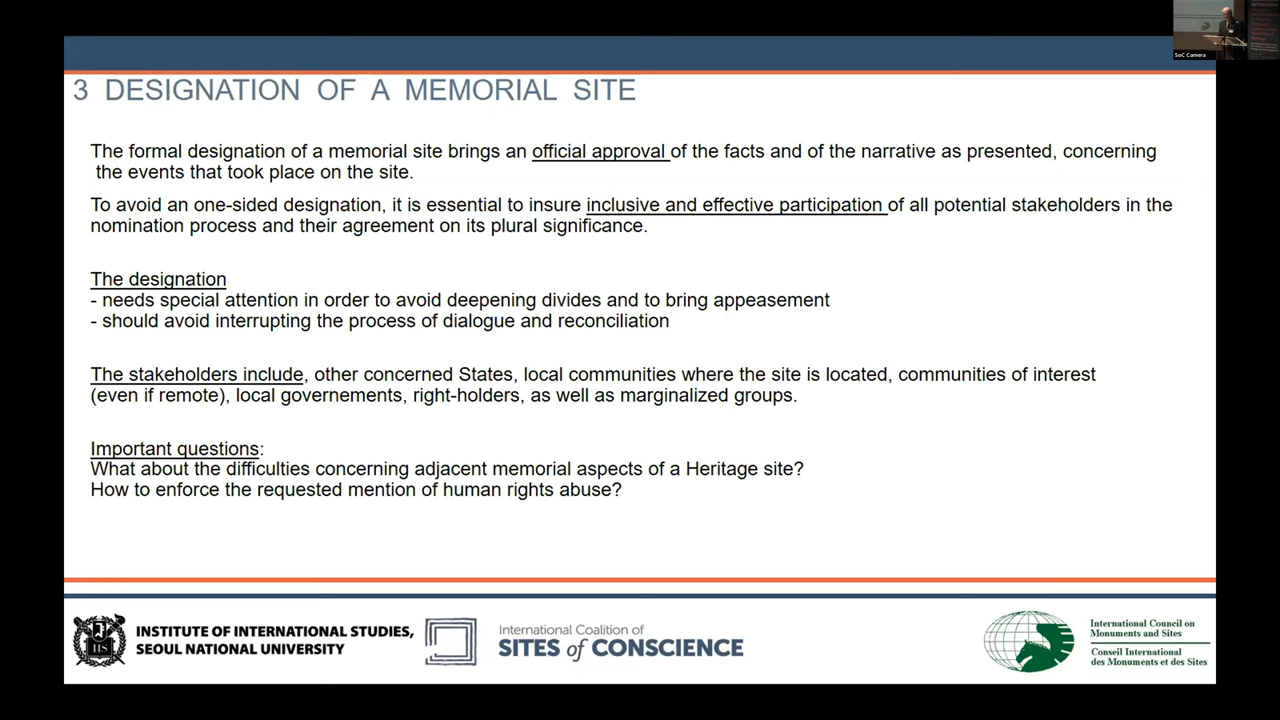 SoC Camera
3 DESIGNATION OF A MEMORIAL SITE
The formal designation of a memorial site brings an official approval of the facts and of the narrative as presented, concerning
the events that took place on the site.
To avoid an one-sided designation, it is essential to insure inclusive and effective participation of all potential stakeholders in the
nomination process and their agreement on its plural significance.
The designation
- needs special attention in order to avoid deepening divides and to bring appeasement
- should avoid interrupting the process of dialogue and reconciliation
The stakeholders include, other concerned States, local communities where the site is located, communities of interest
(even if remote), local governements, right-holders, as well as marginalized groups.
Important questions:
What about the difficulties concerning adjacent memorial aspects of a Heritage site?
How to enforce the requested mention of human rights abuse?
IIS
INSTITUTE OF INTERNATIONAL STUDIES,
SEOUL NATIONAL UNIVERSITY
International Coalition of
SITES of CONSCIENCE
International Council on
Monuments and Sites
Conseil International
des Monuments et des Sites